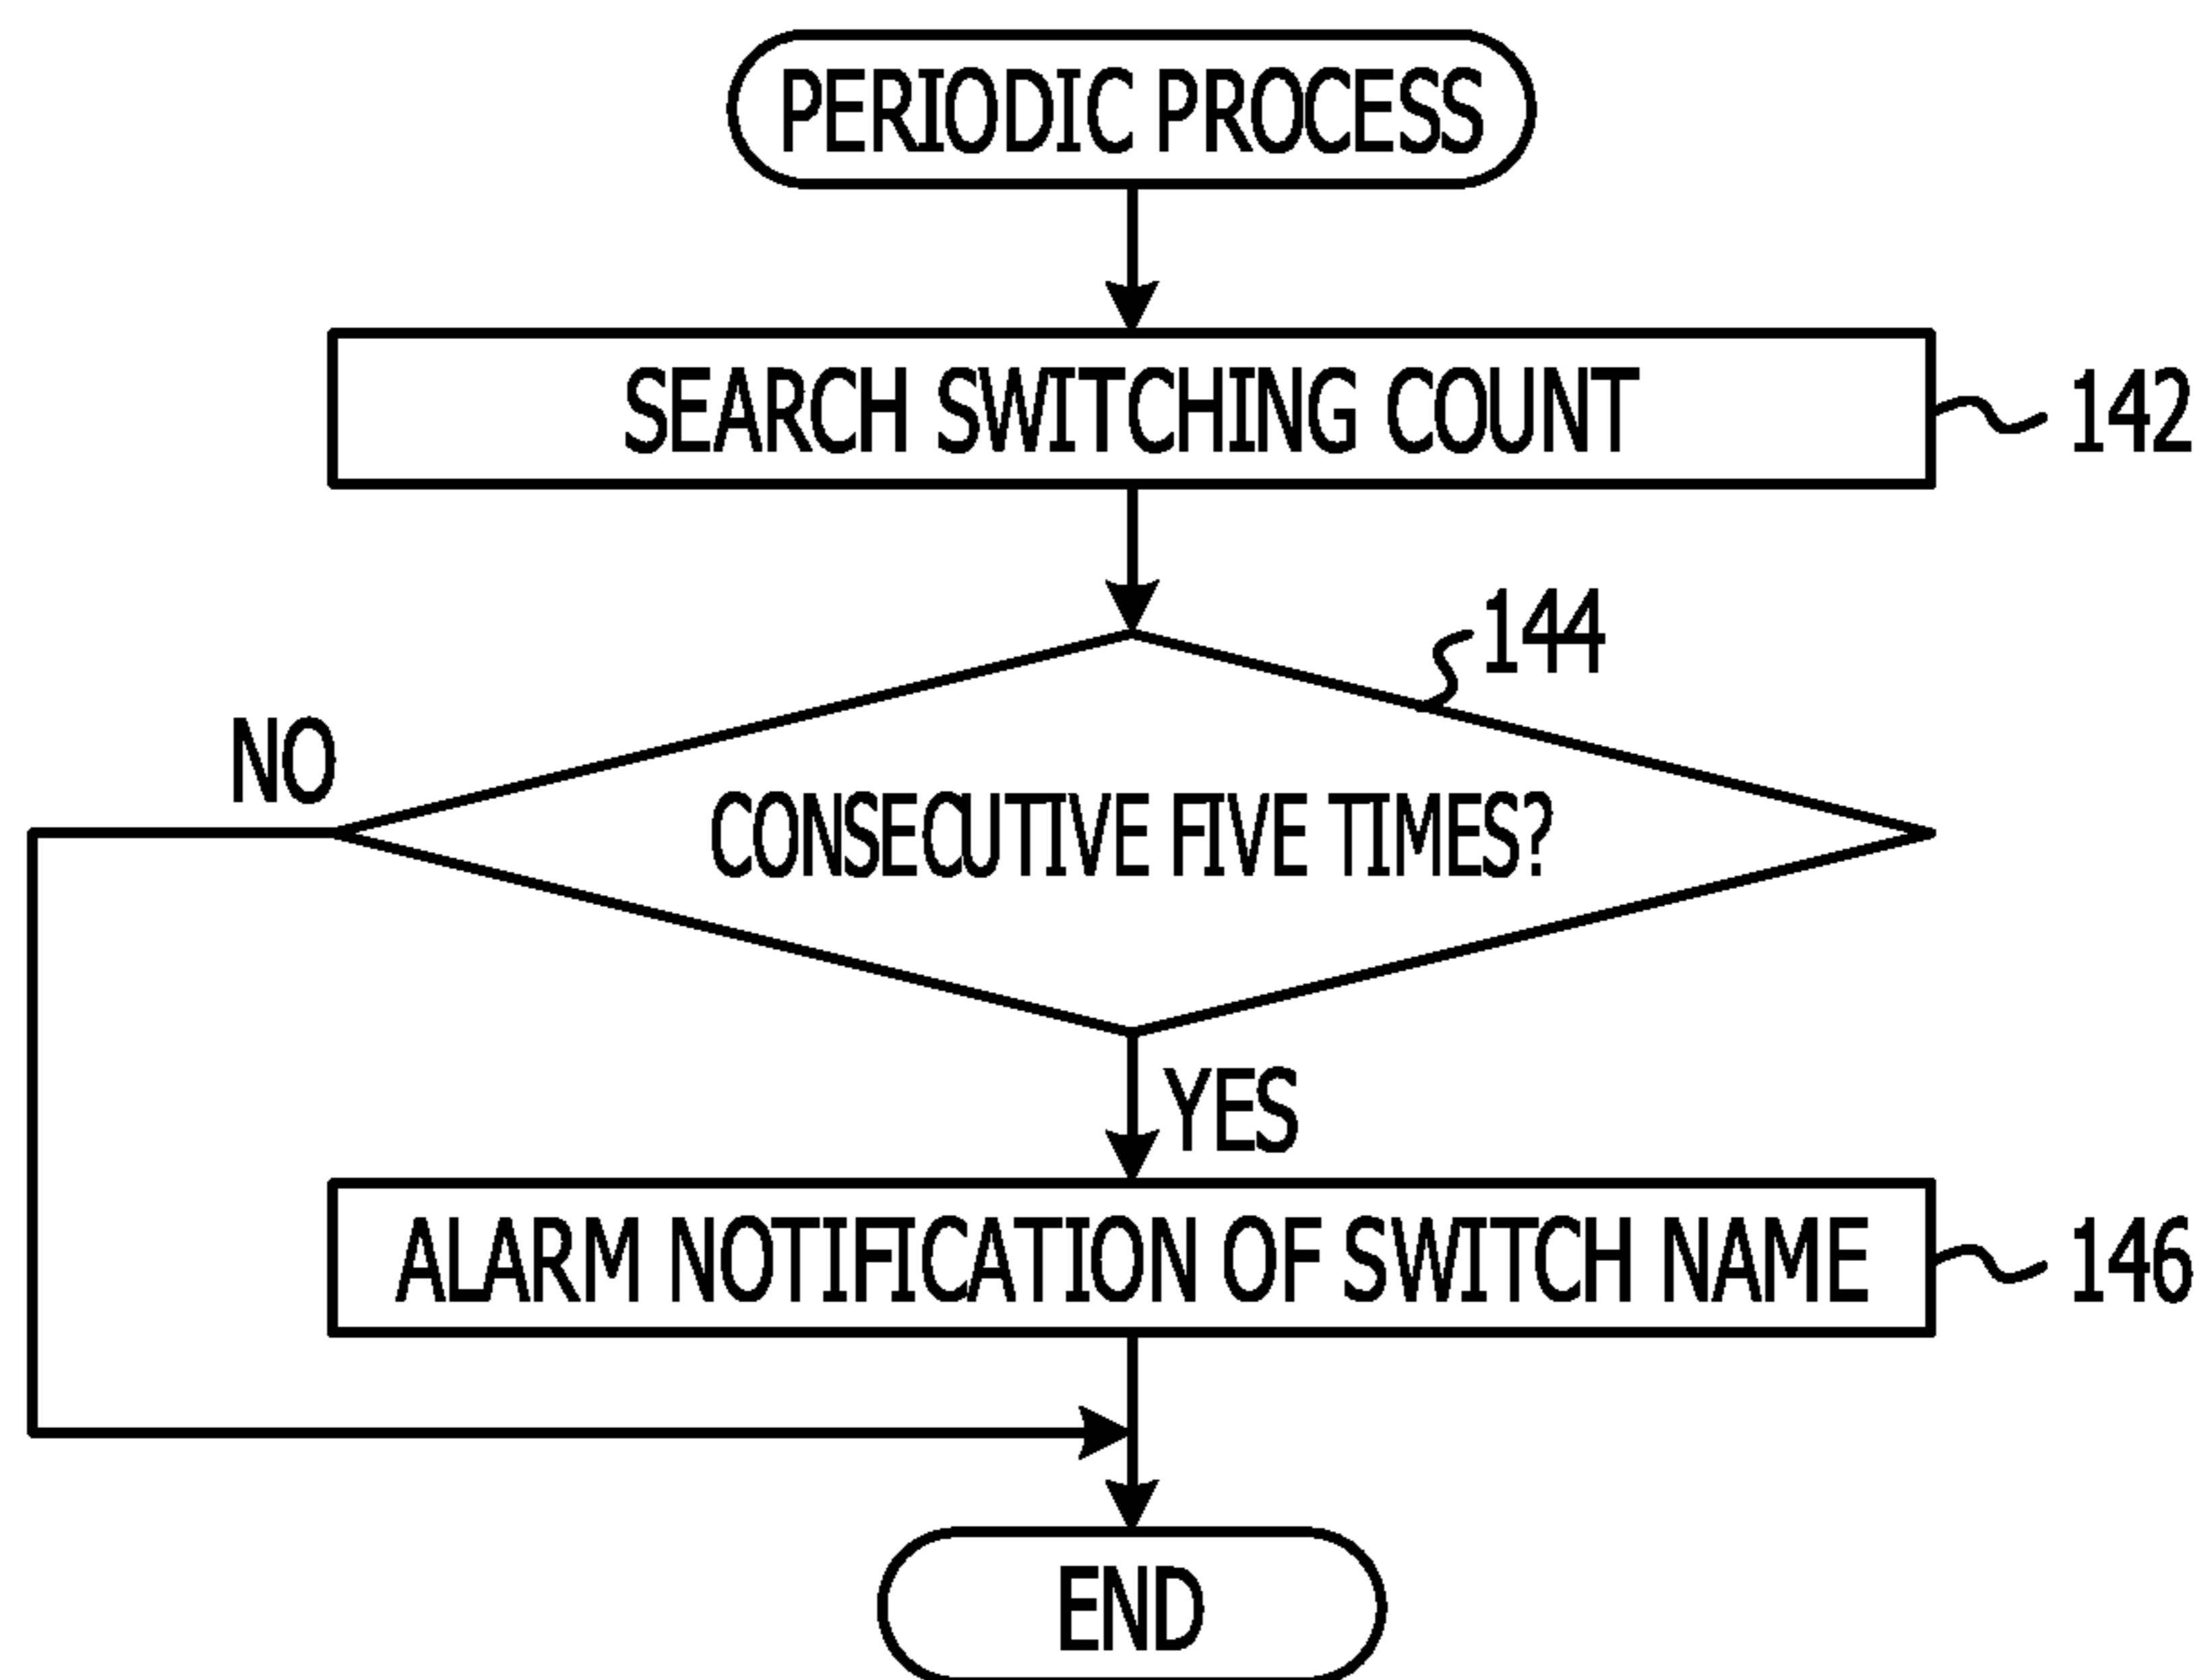 PERIODIC PROCESS
SEARCH SWITCHING COUNT
142
144
NO
CONSECUTIVE FIVE TIMES?
YES
ALARM NOTIFICATION OF SWITCH NAME
146
END